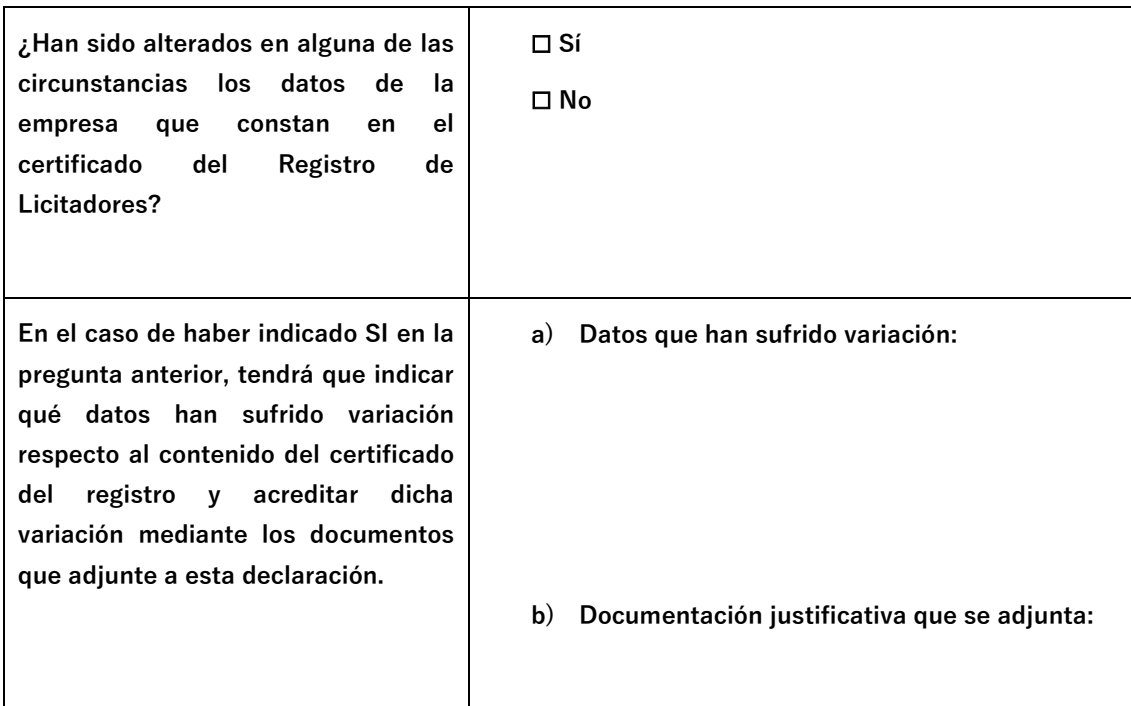 ¿Han sido alterados en alguna de las
circunstancias los datos de la
empresa que constan en el
certificado del Registro de
Licitadores?
☐ Sí
☐ No
En el caso de haber indicado SI en la
pregunta anterior, tendrá que indicar
qué datos han sufrido variación
respecto al contenido del certificado
del registro y acreditar dicha
variación mediante los documentos
que adjunte a esta declaración.
a) Datos que han sufrido variación:
b) Documentación justificativa que se adjunta: